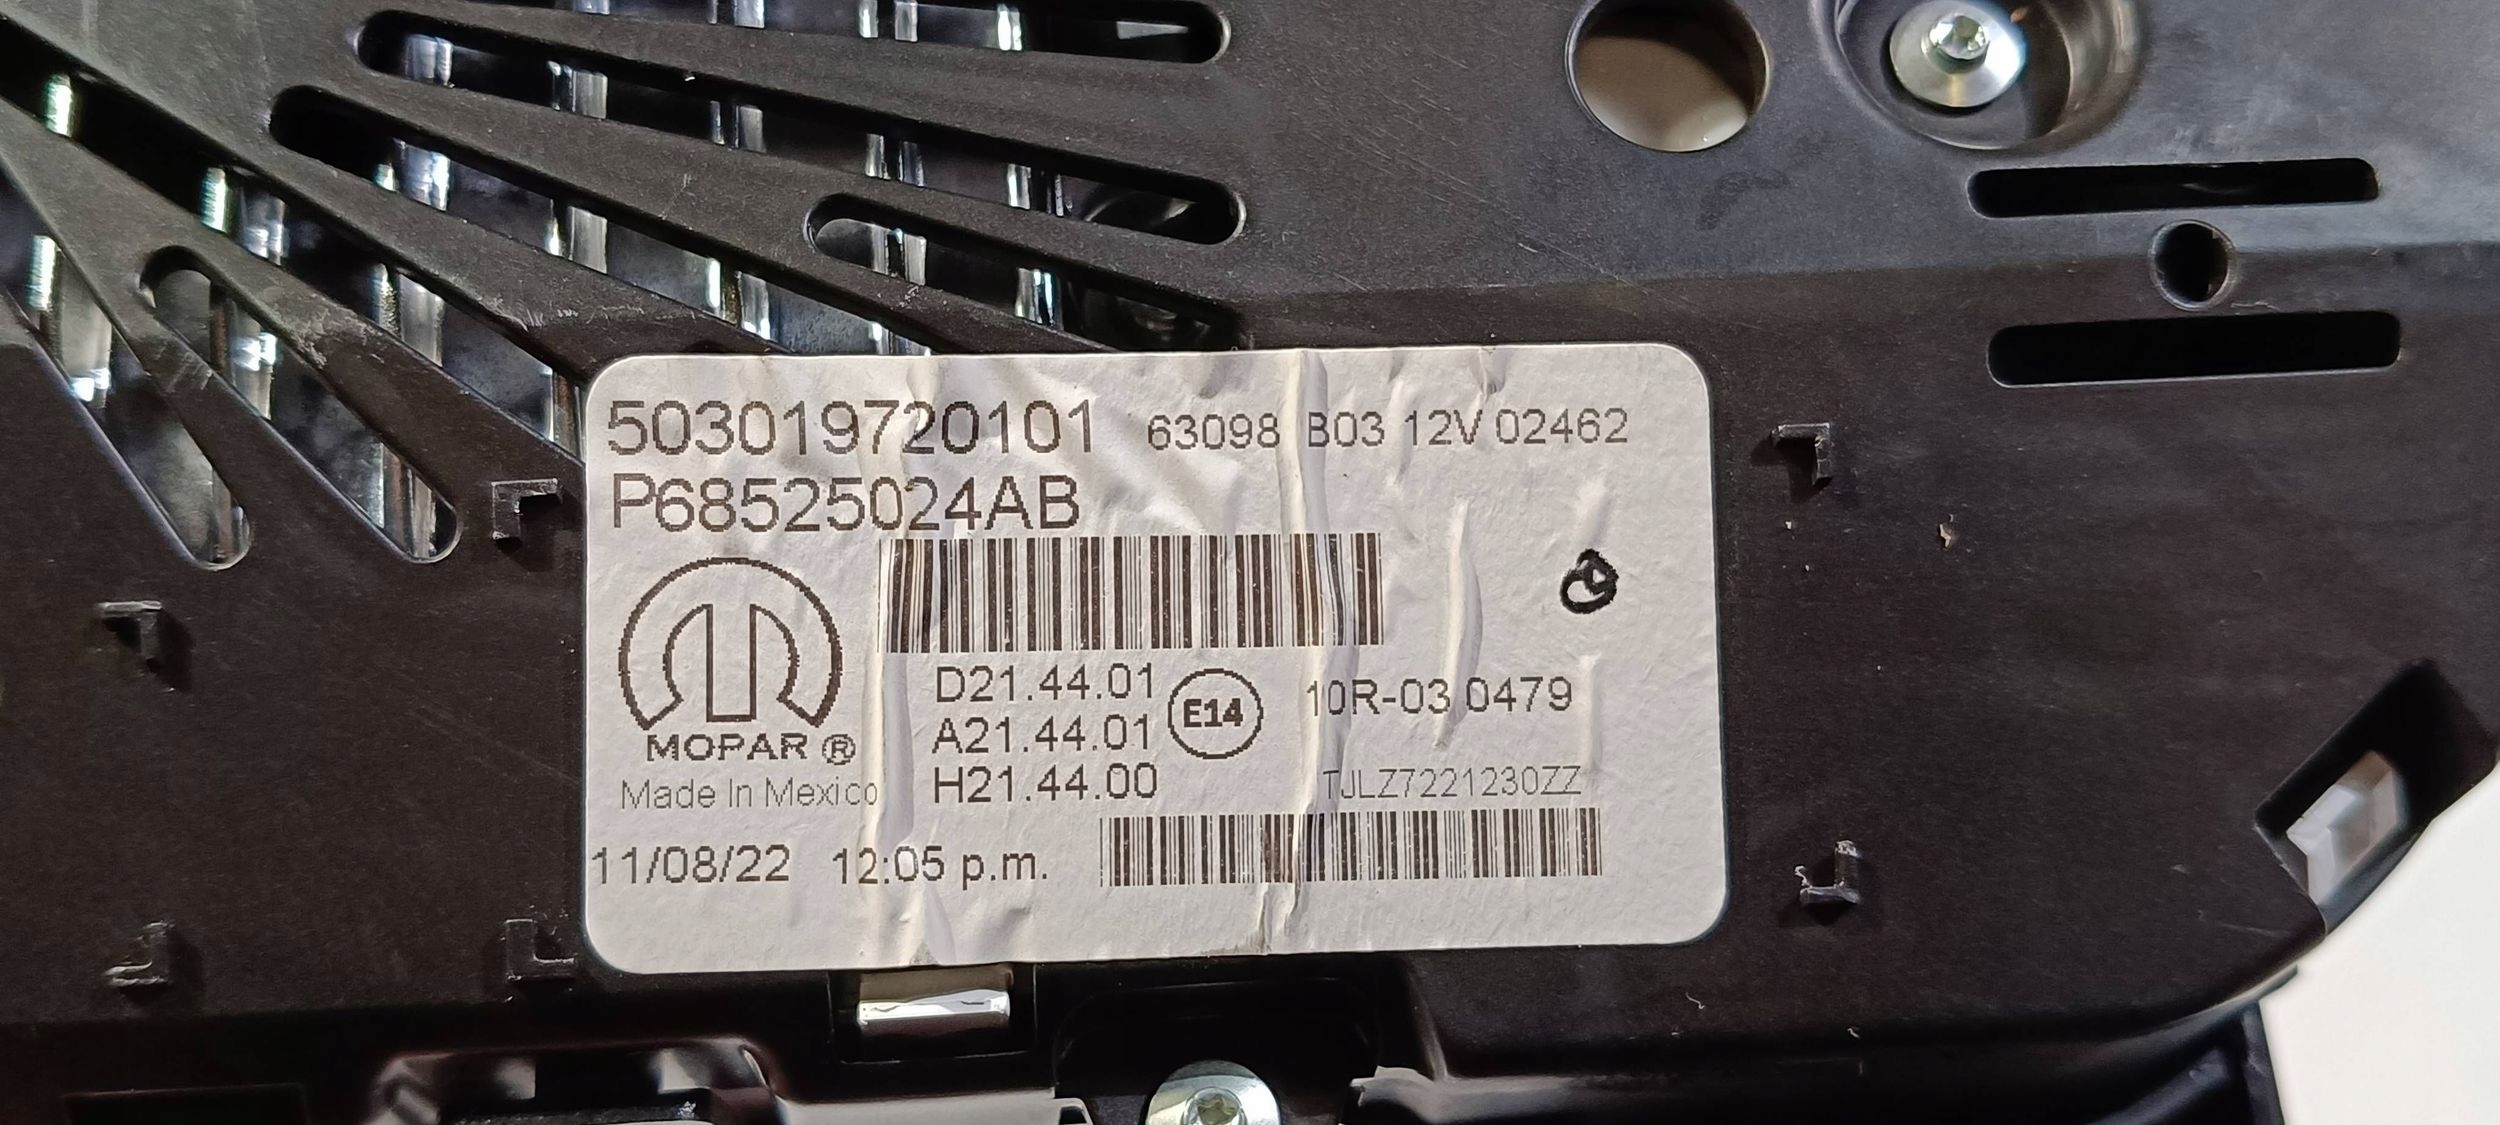 503019720101 63098 B03 12V 02462
P68525024AB
D21.44.01
A21.44.01 E14 10R-03 0479
H21.44.00
MOPAR ®
Made In Mexico
TJLZ7221230ZZ
11/08/22 12:05 p.m.